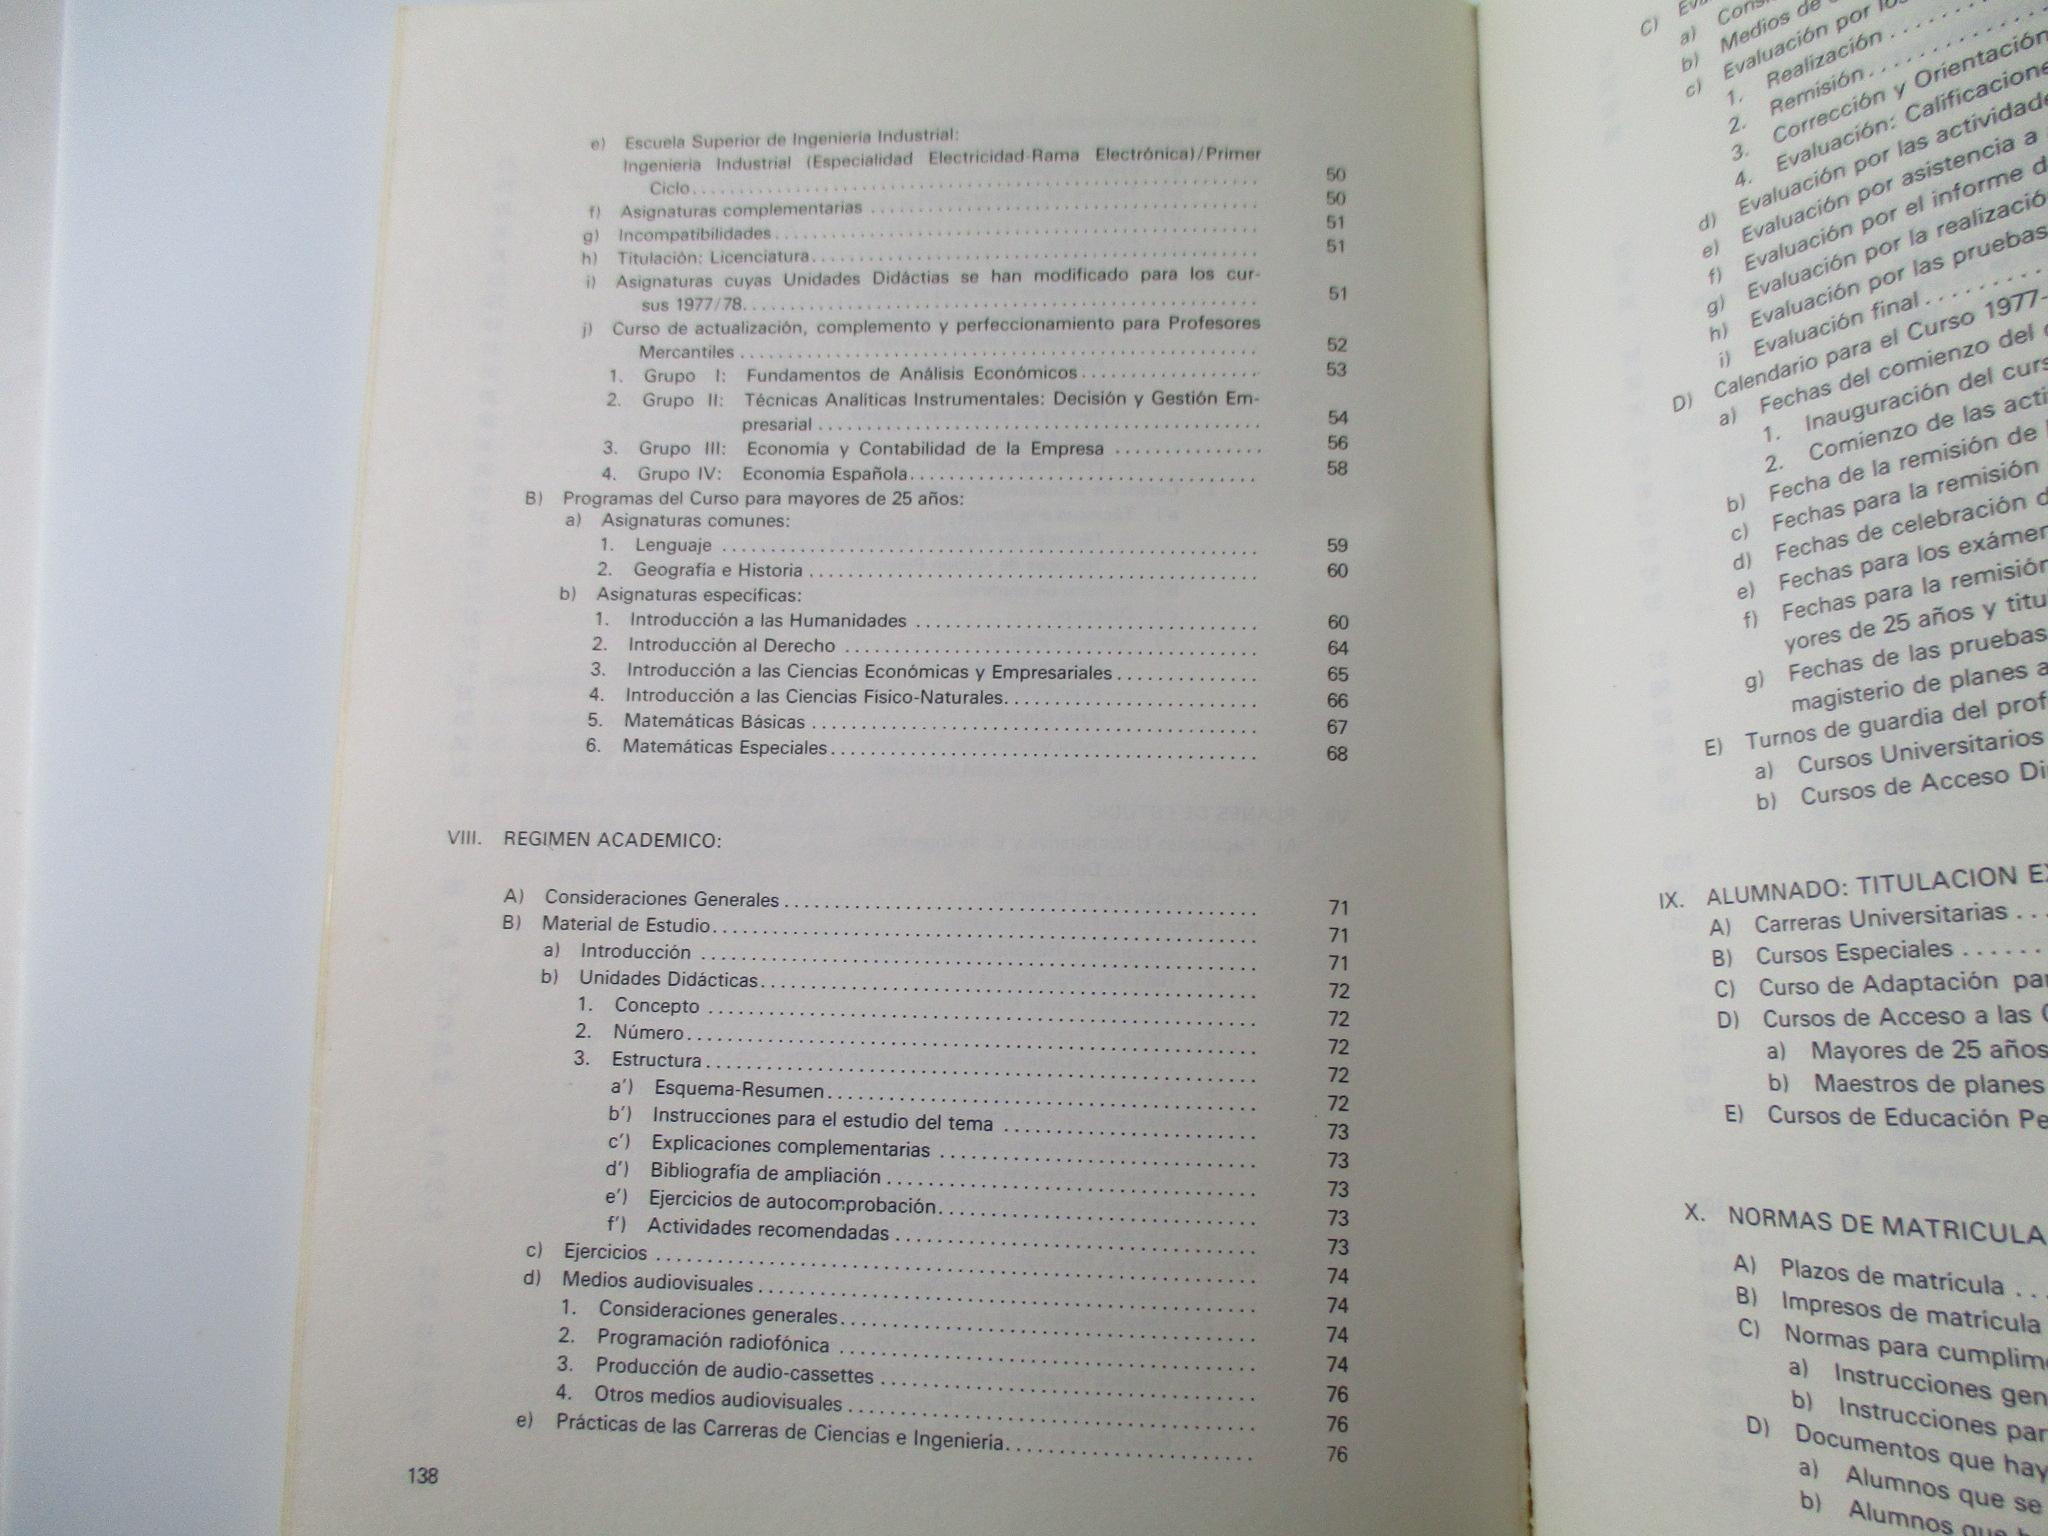 e) Escuela Superior de Ingeniería Industrial:
Ingeniería Industrial (Especialidad Electricidad-Rama Electrónica)/Primer
Ciclo. . . . . 50
f) Asignaturas complementarias . . . . . 50
g) Incompatibilidades . . . . . 51
h) Titulación: Licenciatura . . . . . 51
i) Asignaturas cuyas Unidades Didáctias se han modificado para los cur-
sus 1977/78. . . . . 51
j) Curso de actualización, complemento y perfeccionamiento para Profesores
Mercantiles . . . . . 52
1. Grupo I: Fundamentos de Análisis Económicos . . . . . 53
2. Grupo II: Técnicas Analíticas Instrumentales: Decisión y Gestión Em-
presarial . . . . . 54
3. Grupo III: Economía y Contabilidad de la Empresa . . . . . 56
4. Grupo IV: Economía Española . . . . . 58
B) Programas del Curso para mayores de 25 años:
a) Asignaturas comunes:
1. Lenguaje . . . . . 59
2. Geografía e Historia . . . . . 60
b) Asignaturas específicas:
1. Introducción a las Humanidades . . . . . 60
2. Introducción al Derecho . . . . . 64
3. Introducción a las Ciencias Económicas y Empresariales . . . . . 65
4. Introducción a las Ciencias Físico-Naturales. . . . . 66
5. Matemáticas Básicas . . . . . 67
6. Matemáticas Especiales . . . . . 68
VIII. REGIMEN ACADEMICO:
A) Consideraciones Generales . . . . . 71
B) Material de Estudio . . . . . 71
a) Introducción . . . . . 71
b) Unidades Didácticas . . . . . 72
1. Concepto . . . . . 72
2. Número . . . . . 72
3. Estructura . . . . . 72
a') Esquema-Resumen . . . . . 72
b') Instrucciones para el estudio del tema . . . . . 73
c') Explicaciones complementarias . . . . . 73
d') Bibliografía de ampliación . . . . . 73
e') Ejercicios de autocomprobación . . . . . 73
f') Actividades recomendadas . . . . . 73
c) Ejercicios . . . . . 74
d) Medios audiovisuales . . . . . 74
1. Consideraciones generales . . . . . 74
2. Programación radiofónica . . . . . 74
3. Producción de audio-cassettes . . . . . 76
4. Otros medios audiovisuales . . . . . 76
e) Prácticas de las Carreras de Ciencias e Ingeniería . . . . . 76
138
C)
a)
b) Medios de
c) Evaluación por los
1. Realización . . . . .
2. Remisión . . . . .
3. Corrección y Orientación
4. Evaluación: Calificacione
d) Evaluación por las actividade
e) Evaluación por asistencia a
f) Evaluación por el informe d
g) Evaluación por la realizació
h) Evaluación por las pruebas
i) Evaluación final . . . . .
D) Calendario para el Curso 1977-
a) Fechas del comienzo del
1. Inauguración del curs
2. Comienzo de las acti
b) Fecha de la remisión de
c) Fechas para la remisión
d) Fechas de celebración d
e) Fechas para los exámen
f) Fechas para la remisión
yores de 25 años y titu
g) Fechas de las pruebas
magisterio de planes a
E) Turnos de guardia del prof
a) Cursos Universitarios
b) Cursos de Acceso Di
IX. ALUMNADO: TITULACION EX
A) Carreras Universitarias . . .
B) Cursos Especiales . . . . .
C) Curso de Adaptación par
D) Cursos de Acceso a las
a) Mayores de 25 años
b) Maestros de planes
E) Cursos de Educación Pe
X. NORMAS DE MATRICULA
A) Plazos de matrícula . . .
B) Impresos de matrícula
C) Normas para cumplime
a) Instrucciones gen
b) Instrucciones par
D) Documentos que hay
a) Alumnos que se
b) Alumnos que